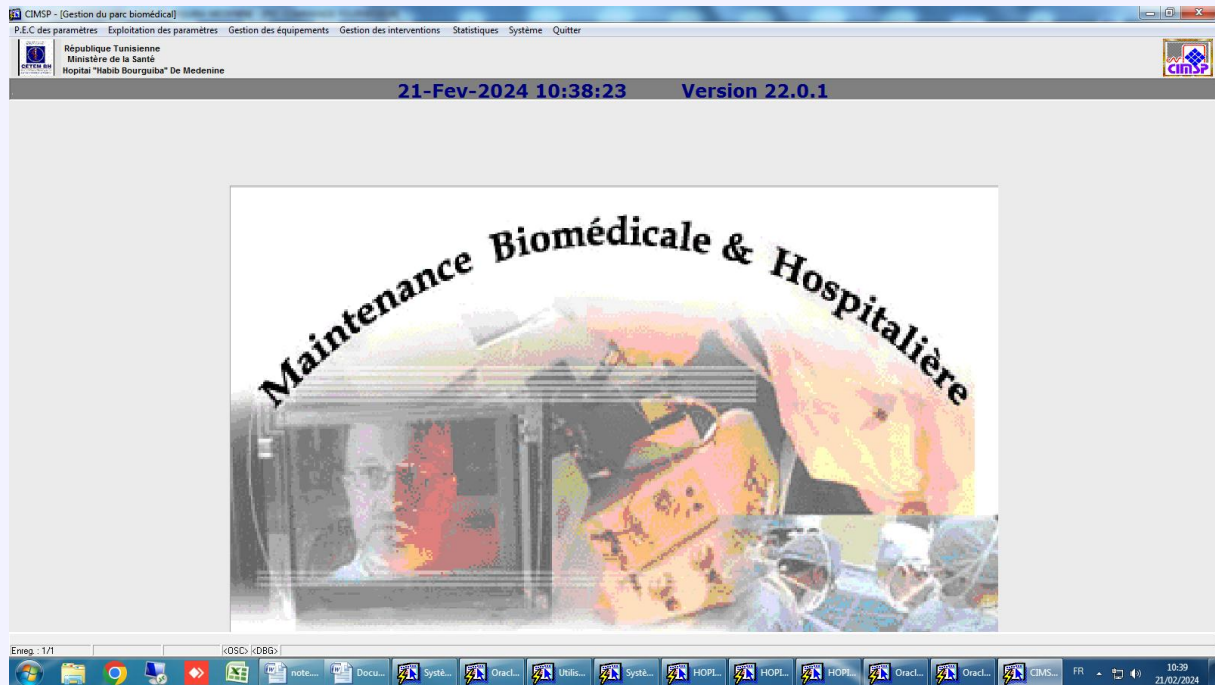 CIMSP - [Gestion du parc biomédical]
P.E.C des paramètres Exploitation des paramètres Gestion des équipements Gestion des interventions Statistiques Système Quitter
République Tunisienne
Ministère de la Santé
Hopital "Habib Bourguiba" De Medenine
CIMSP
21-Fev-2024 10:38:23 Version 22.0.1
Maintenance Biomédicale & Hospitalière
Enreg. : 1/1 <OSC> <DBG>
note.... Docu... Systè... Oracl... Utilis... Systè... HOPI... HOPI... HOPI... Oracl... Oracl... CIMS... FR 10:39
21/02/2024